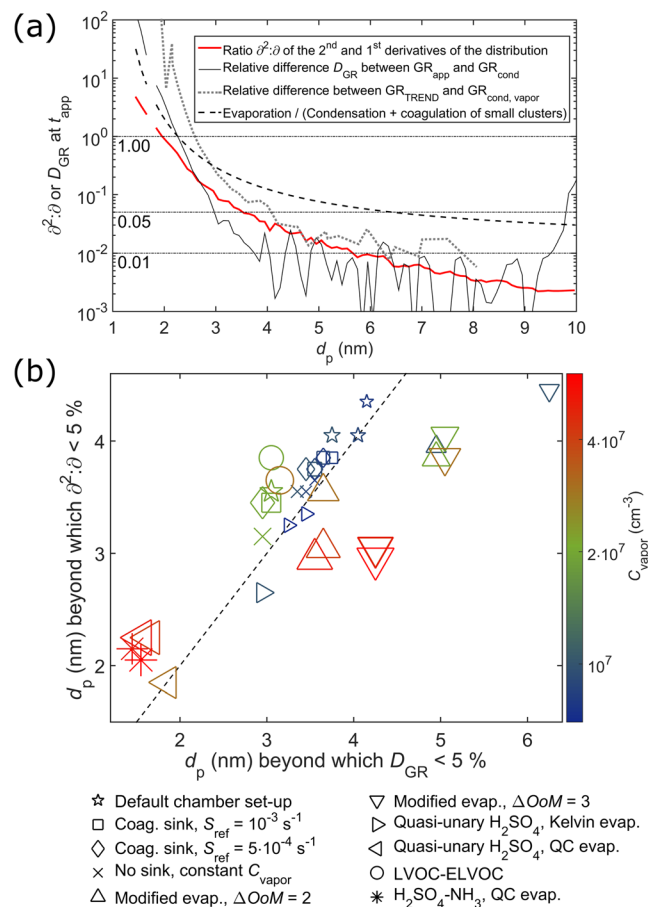 (a)
Ratio ∂²:∂ of the 2nd and 1st derivatives of the distribution
Relative difference D_GR between GR_app and GR_cond
Relative difference between GR_TREND and GR_cond, vapor
Evaporation / (Condensation + coagulation of small clusters)
∂²:∂ or D_GR at t_app
10²
10¹
10⁰
10⁻¹
10⁻²
10⁻³
1.00
0.05
0.01
1 2 3 4 5 6 7 8 9 10
d_p (nm)
(b)
d_p (nm) beyond which ∂²:∂ < 5 %
4
3
2
2 3 4 5 6
d_p (nm) beyond which D_GR < 5 %
4·10⁷
2·10⁷
10⁷
C_vapor (cm⁻³)
Default chamber set-up
Coag. sink, S_ref = 10⁻³ s⁻¹
Coag. sink, S_ref = 5·10⁻⁴ s⁻¹
No sink, constant C_vapor
Modified evap., ΔOoM = 2
Modified evap., ΔOoM = 3
Quasi-unary H₂SO₄, Kelvin evap.
Quasi-unary H₂SO₄, QC evap.
LVOC-ELVOC
H₂SO₄-NH₃, QC evap.